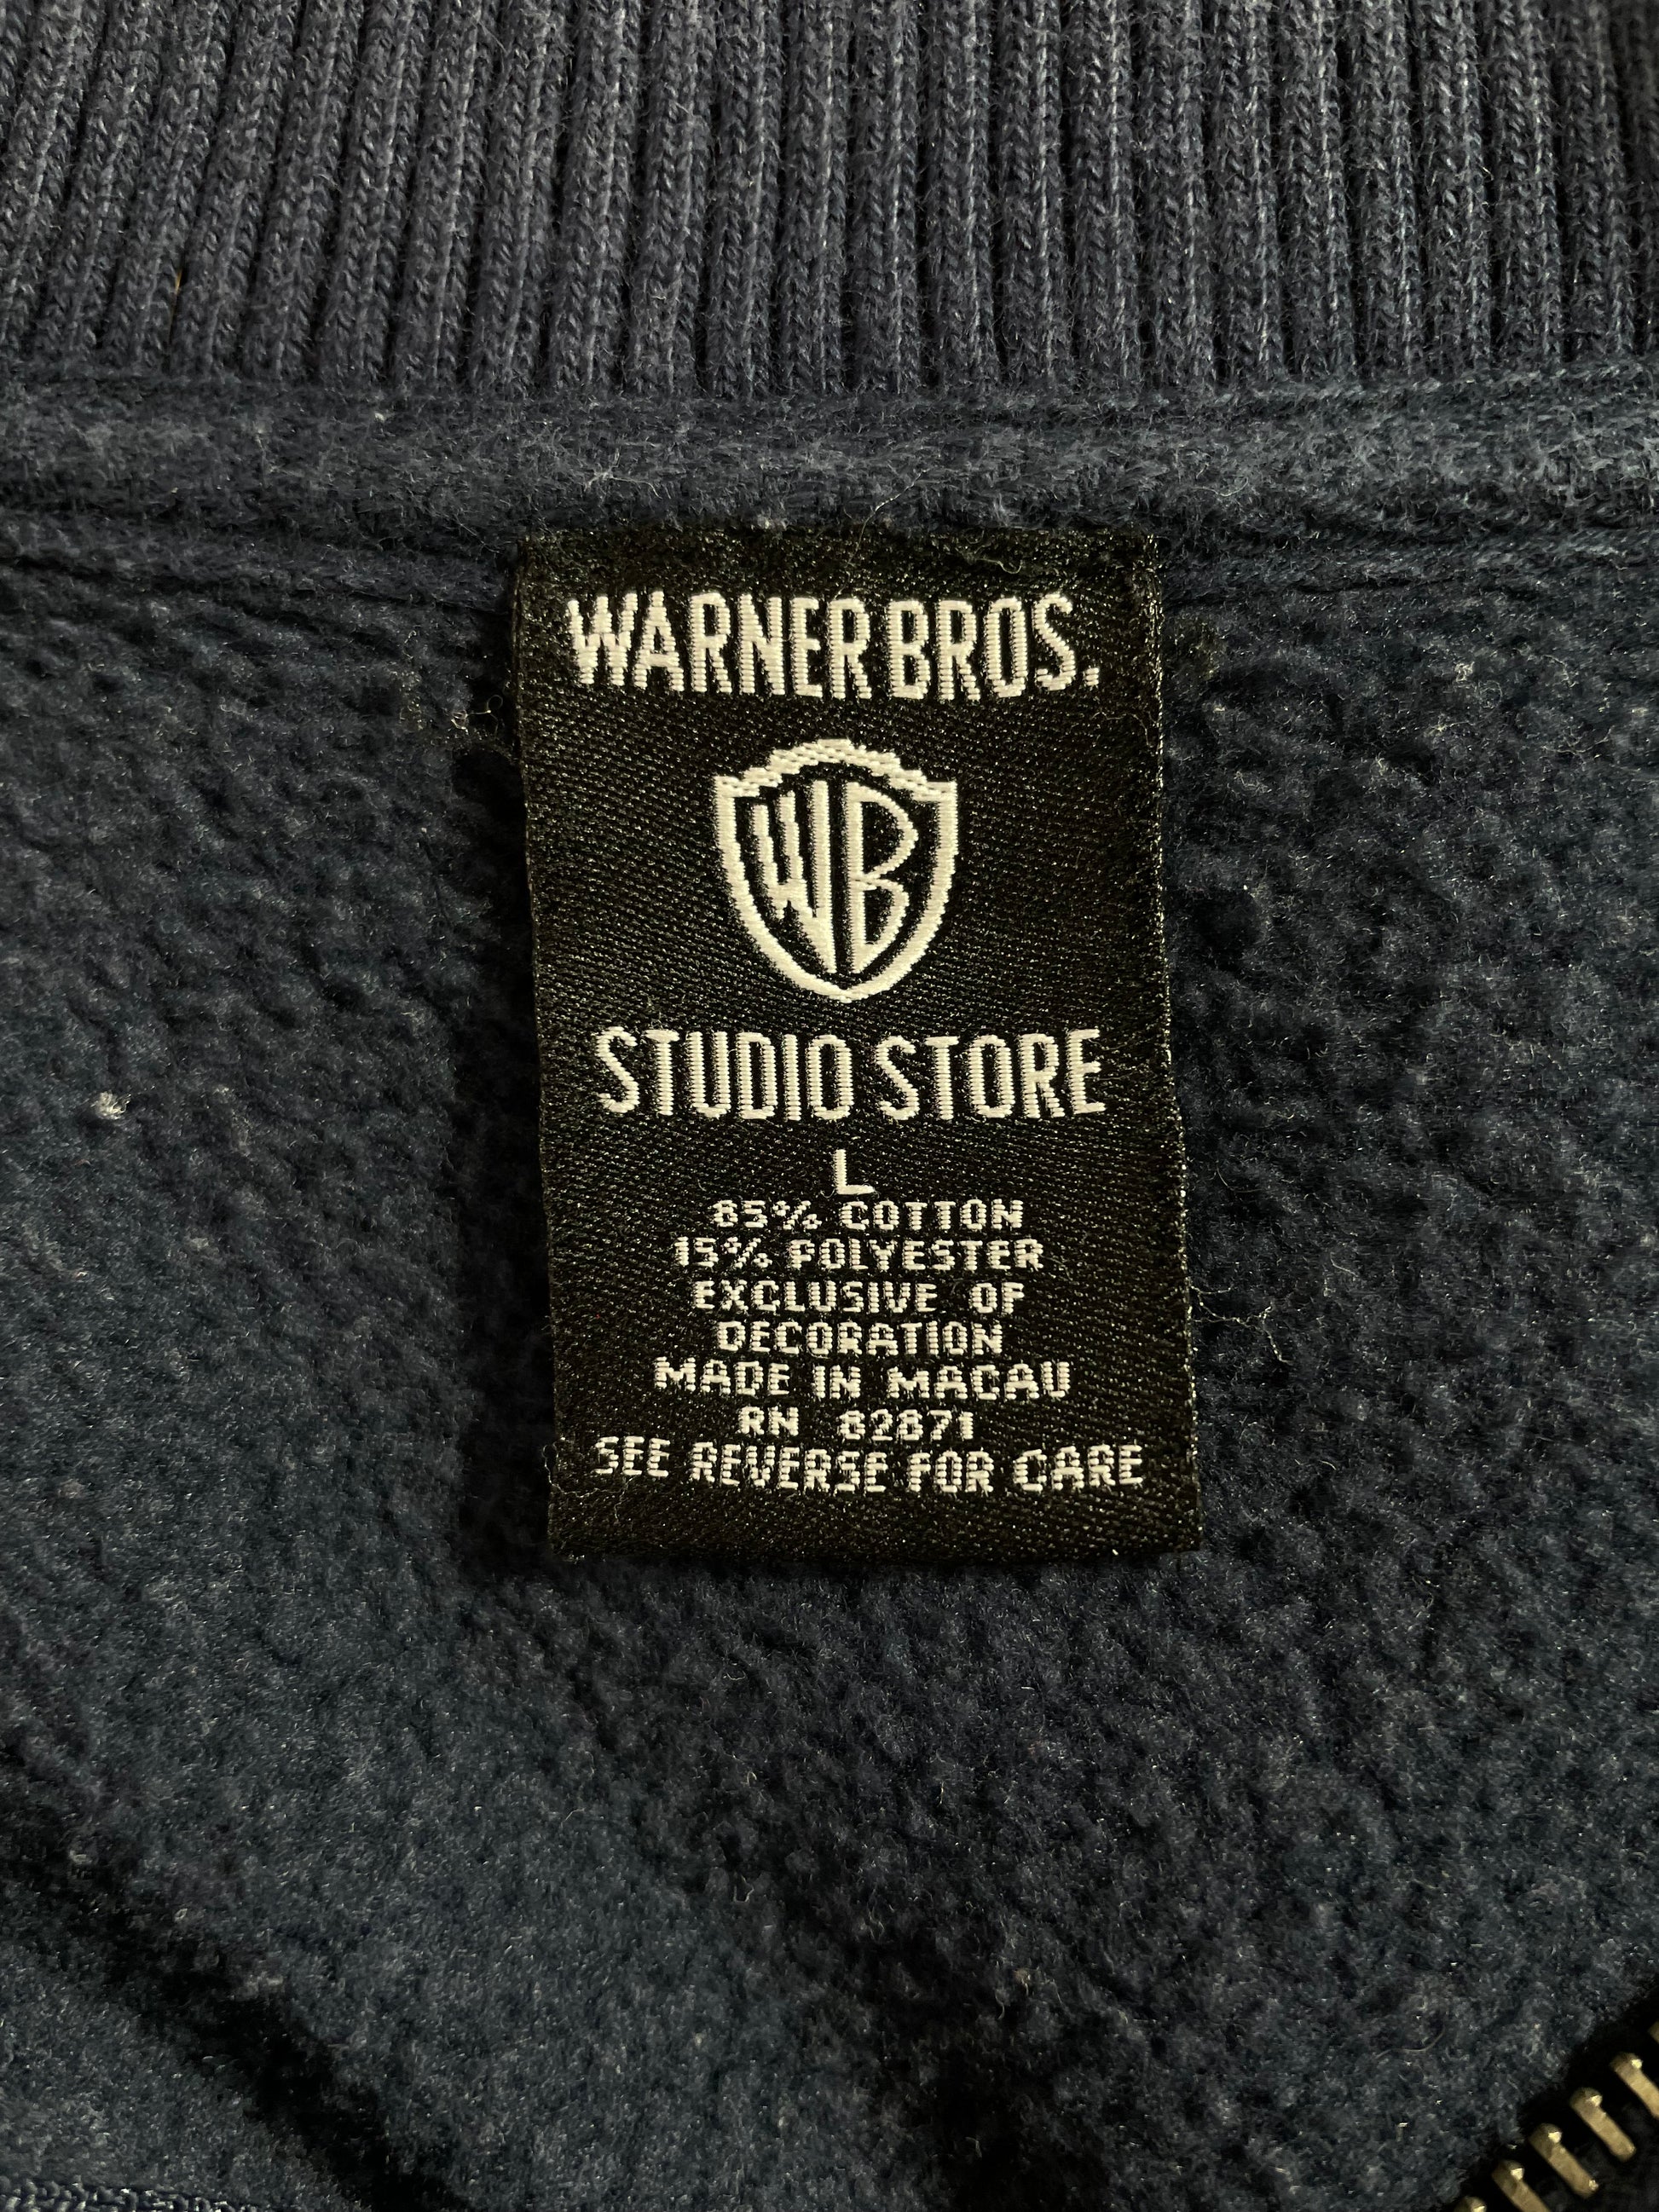 WARNER BROS.
WB
STUDIO STORE
L
85% COTTON
15% POLYESTER
EXCLUSIVE OF
DECORATION
MADE IN MACAU
RN 82871
SEE REVERSE FOR CARE